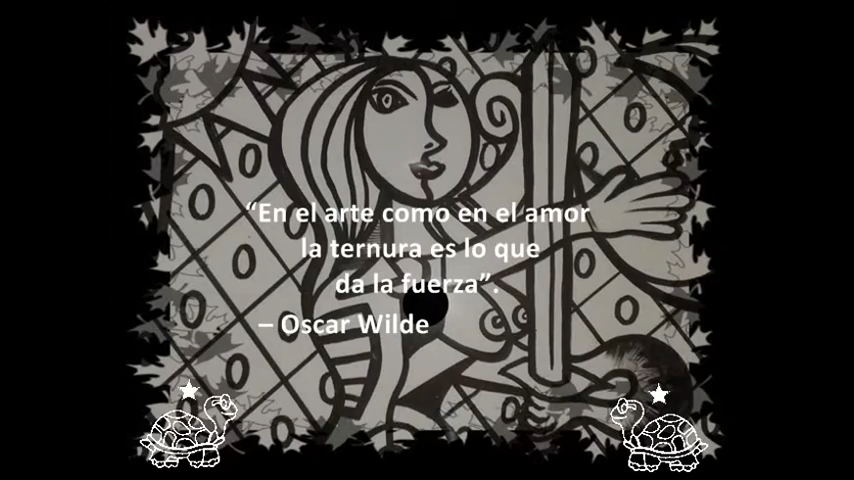 “En el arte como en el amor
la ternura es lo que
da la fuerza”.
– Oscar Wilde